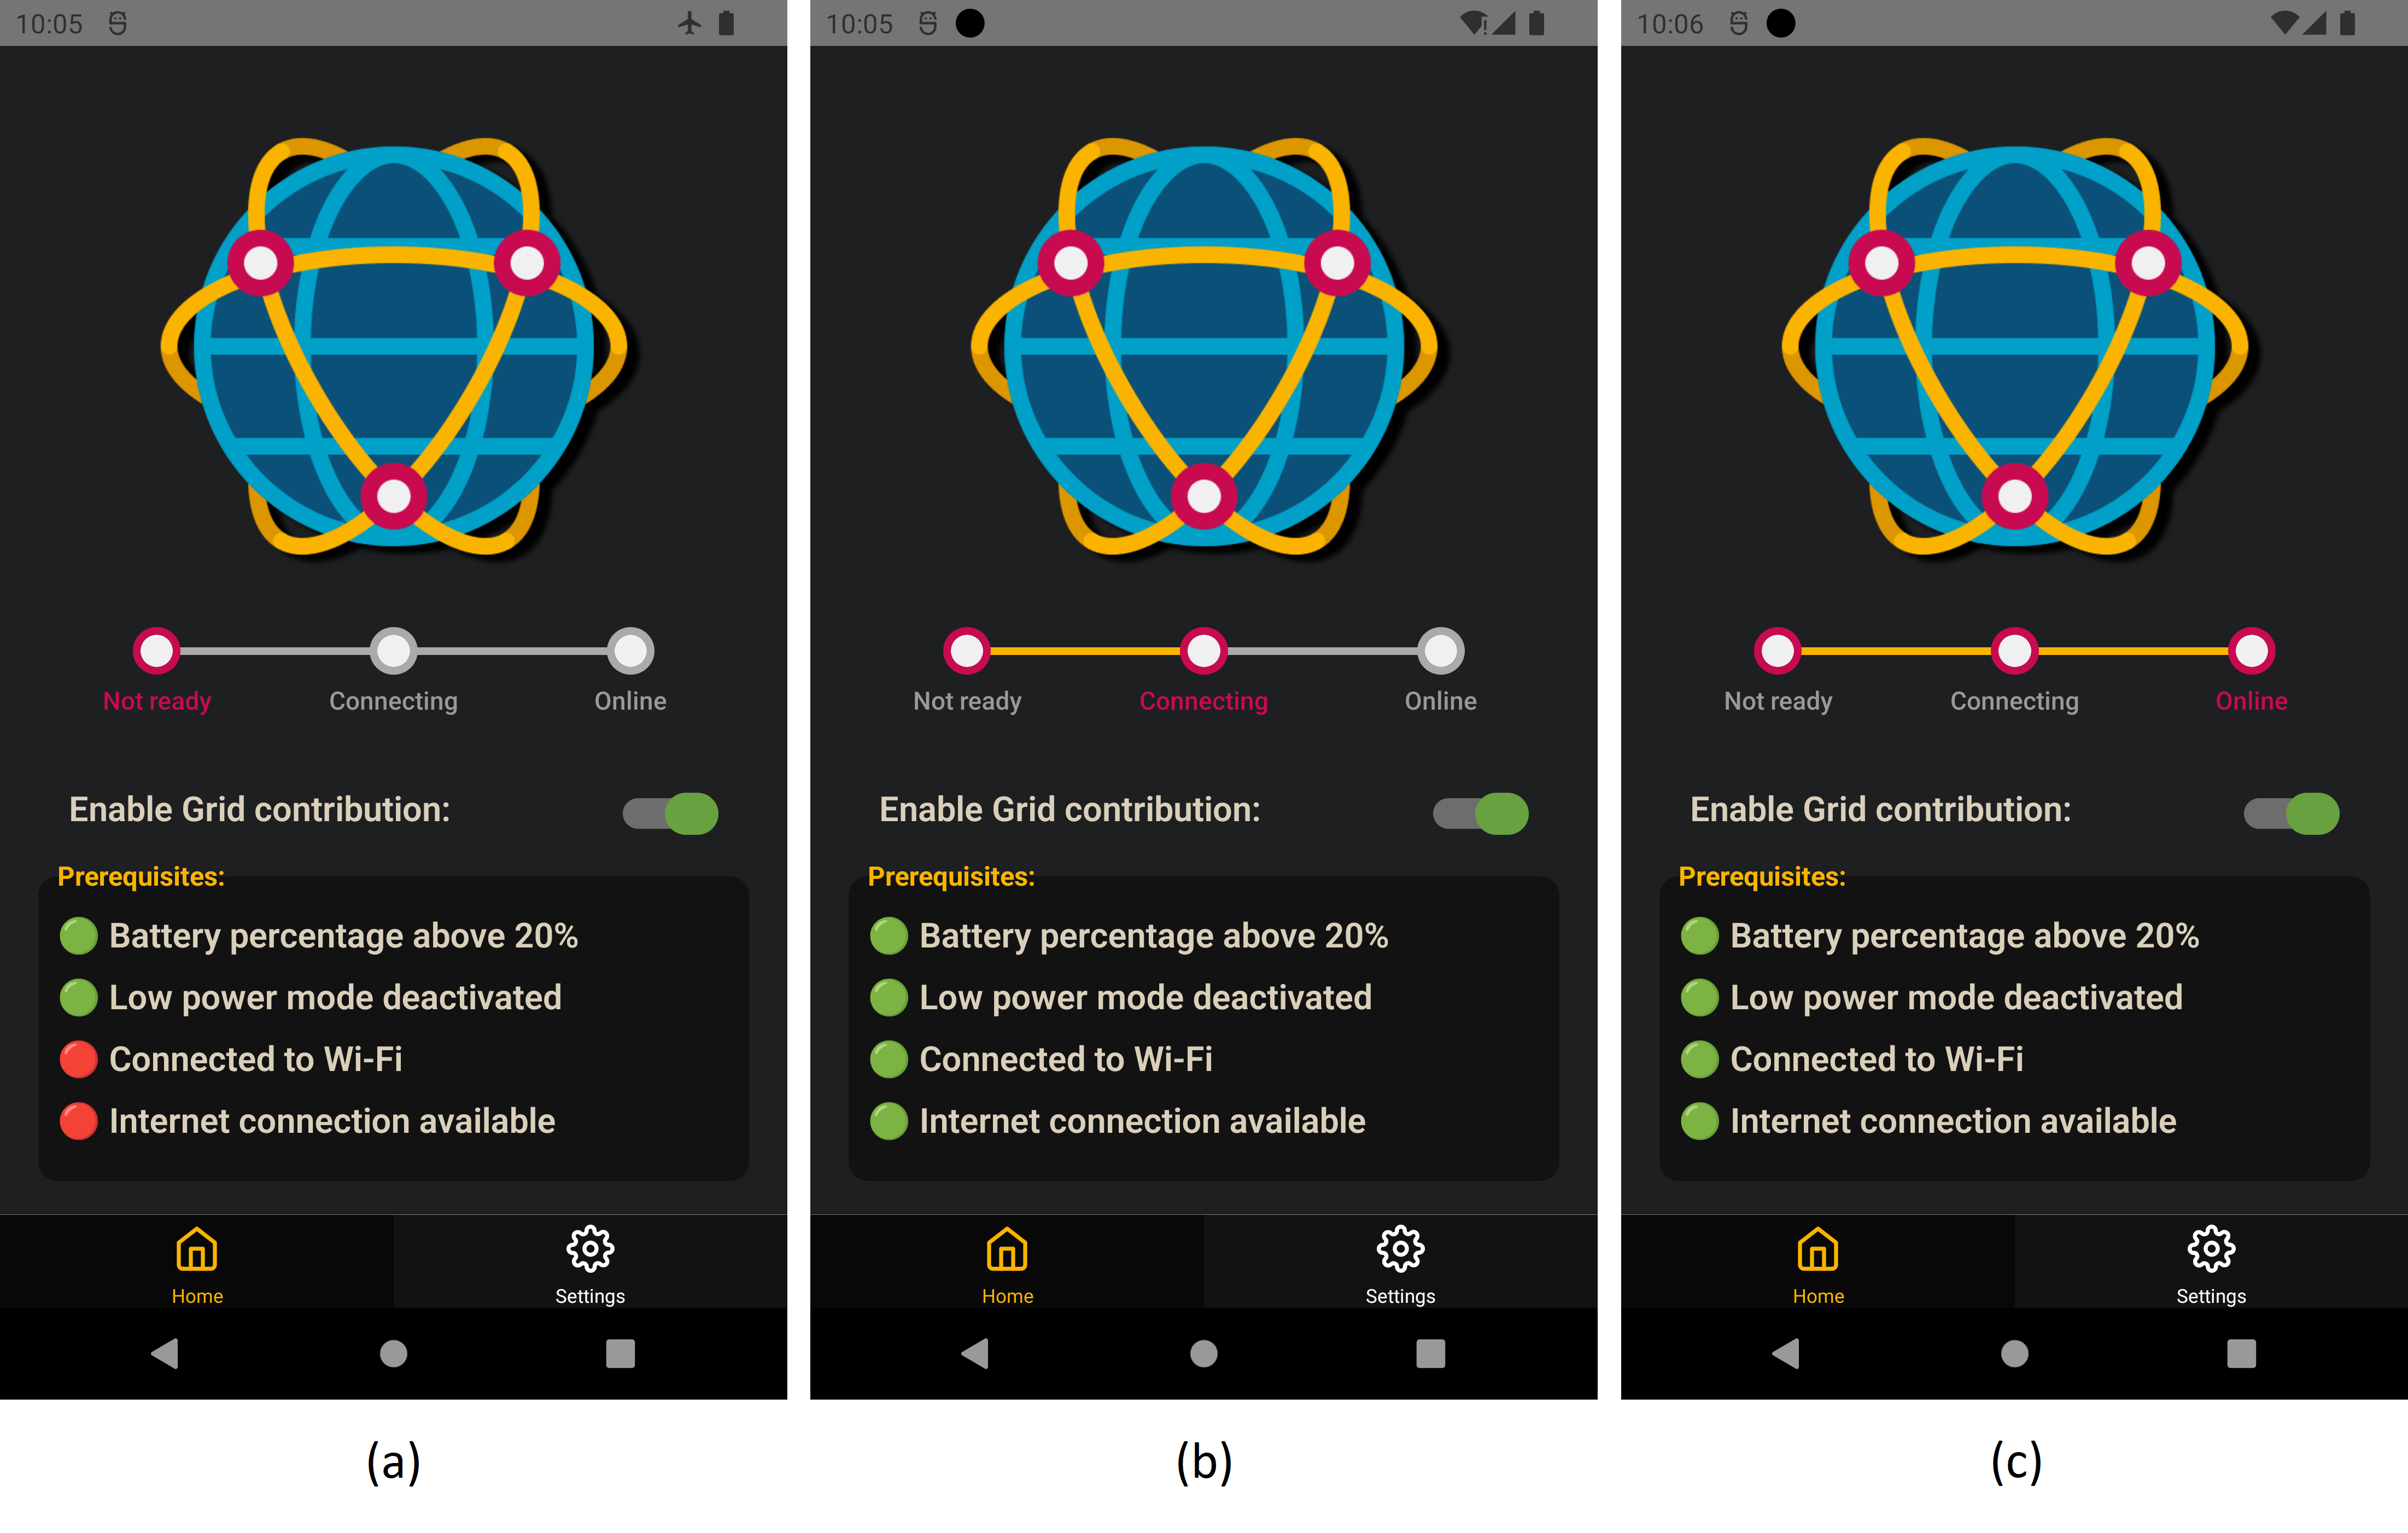 10:05
Not ready
Connecting
Online
Enable Grid contribution:
Prerequisites:
Battery percentage above 20%
Low power mode deactivated
Connected to Wi-Fi
Internet connection available
Home
Settings
(a)
10:05
Not ready
Connecting
Online
Enable Grid contribution:
Prerequisites:
Battery percentage above 20%
Low power mode deactivated
Connected to Wi-Fi
Internet connection available
Home
Settings
(b)
10:06
Not ready
Connecting
Online
Enable Grid contribution:
Prerequisites:
Battery percentage above 20%
Low power mode deactivated
Connected to Wi-Fi
Internet connection available
Home
Settings
(c)